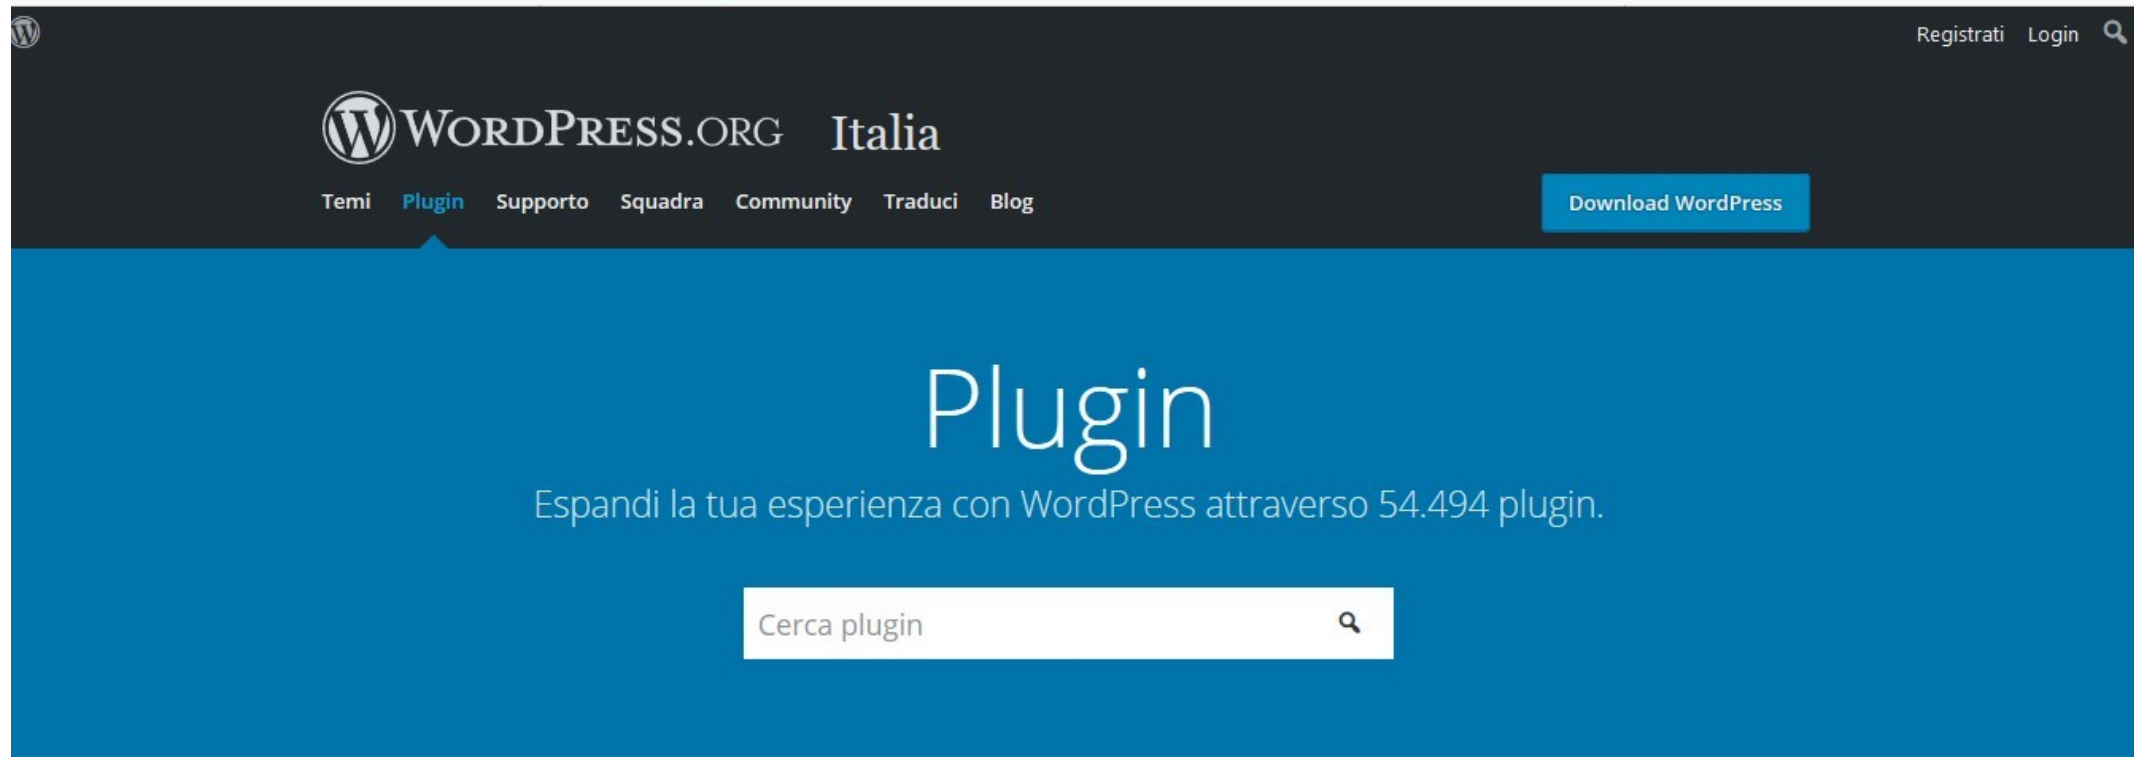 Registrati Login
WORDPRESS.ORG Italia
Temi Plugin Supporto Squadra Community Traduci Blog
Download WordPress
Plugin
Espandi la tua esperienza con WordPress attraverso 54.494 plugin.
Cerca plugin